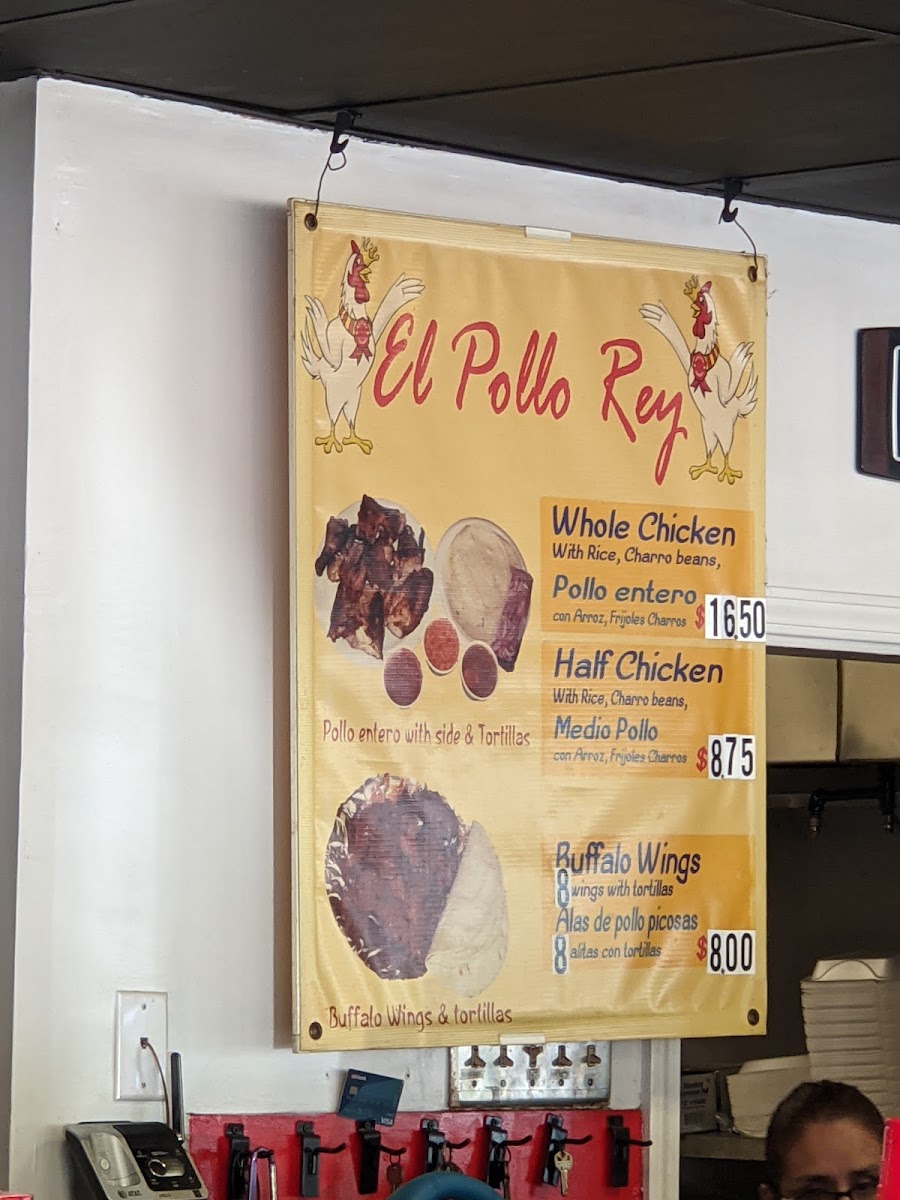 El Pollo Rey
Whole Chicken
With Rice, Charro beans,
Pollo entero
con Arroz, Frijoles Charros $16.50
Half Chicken
With Rice, Charro beans,
Medio Pollo
con Arroz, Frijoles Charros $8.75
Pollo entero with side & Tortillas
Buffalo Wings
8 wings with tortillas
Alas de pollo picosas
8 alitas con tortillas $8.00
Buffalo Wings & tortillas
VISA
at&t